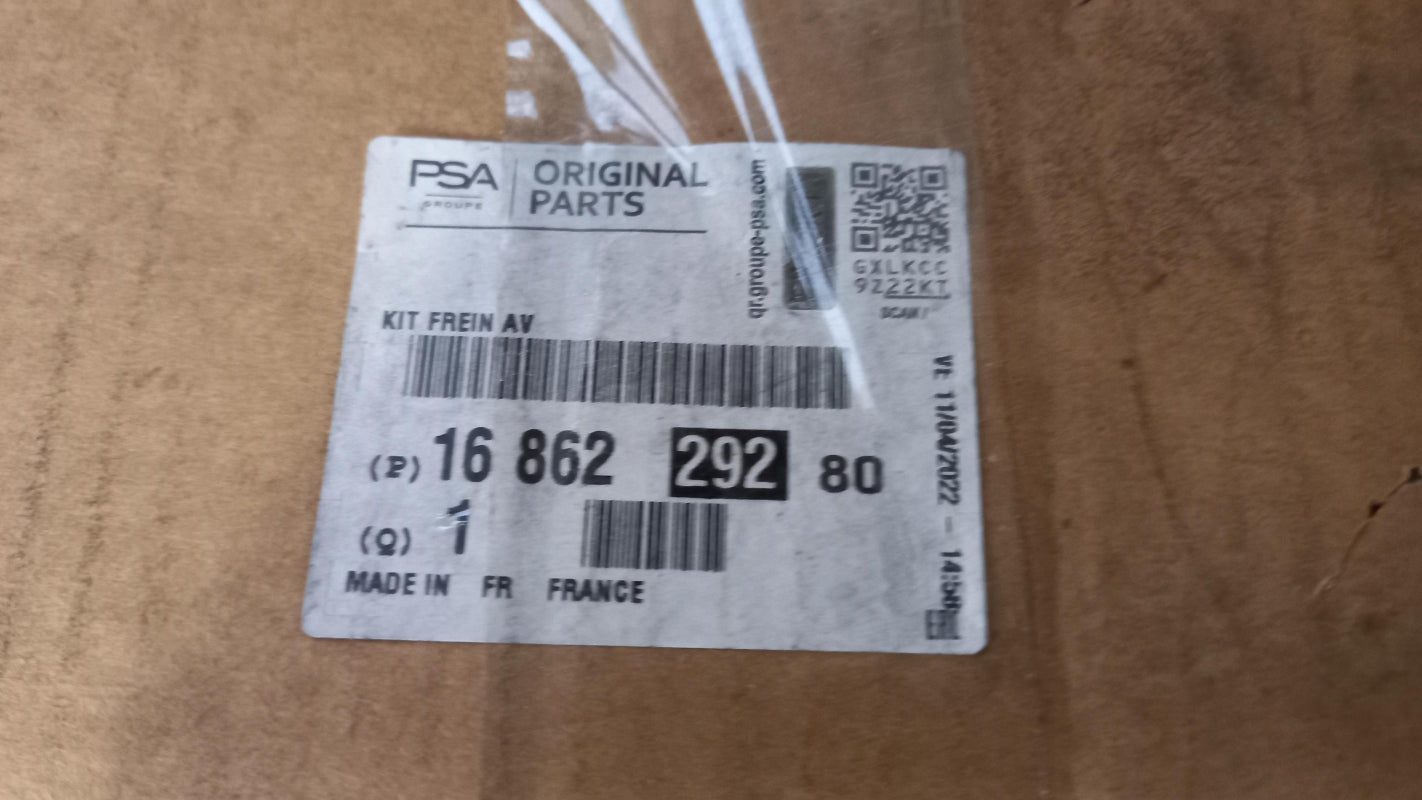 PSA
GROUPE
ORIGINAL
PARTS
qr.groupe-psa.com
GXLKCC
9Z22KT
SCAN!
KIT FREIN AV
(P) 16 862 292 80
(Q) 1
MADE IN FR FRANCE
VE 11/04/2022 -